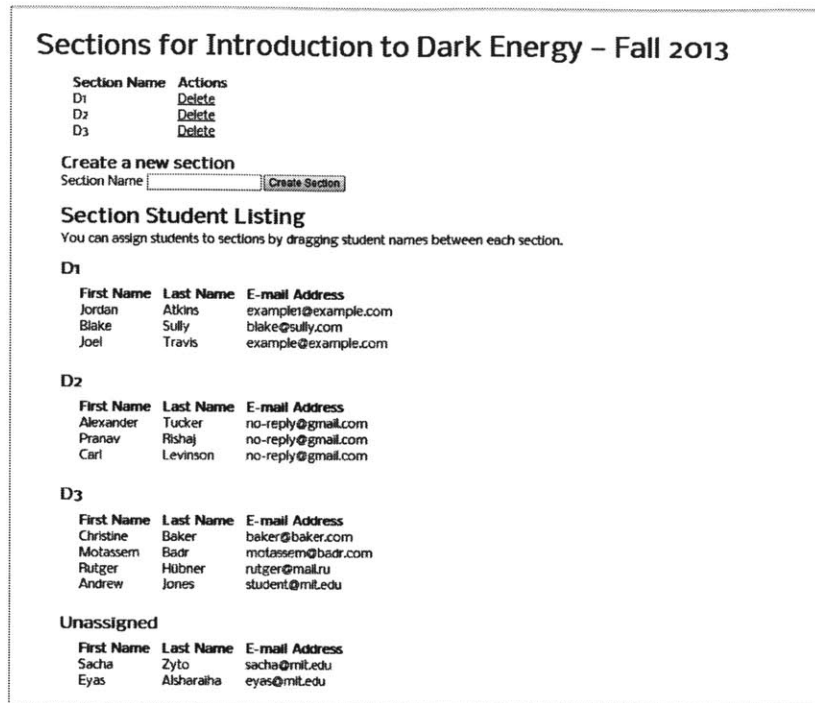 Sections for Introduction to Dark Energy – Fall 2013
Section Name Actions
D1 Delete
D2 Delete
D3 Delete
Create a new section
Section Name Create Section
Section Student Listing
You can assign students to sections by dragging student names between each section.
D1
First Name Last Name E-mail Address
Jordan Atkins example1@example.com
Blake Sully blake@sully.com
Joel Travis example@example.com
D2
First Name Last Name E-mail Address
Alexander Tucker no-reply@gmail.com
Pranav Rishaj no-reply@gmail.com
Carl Levinson no-reply@gmail.com
D3
First Name Last Name E-mail Address
Christine Baker baker@baker.com
Motassem Badr motassem@badr.com
Rutger Hübner rutger@mail.ru
Andrew Jones student@mit.edu
Unassigned
First Name Last Name E-mail Address
Sacha Zyto sacha@mit.edu
Eyas Alsharaiha eyas@mit.edu